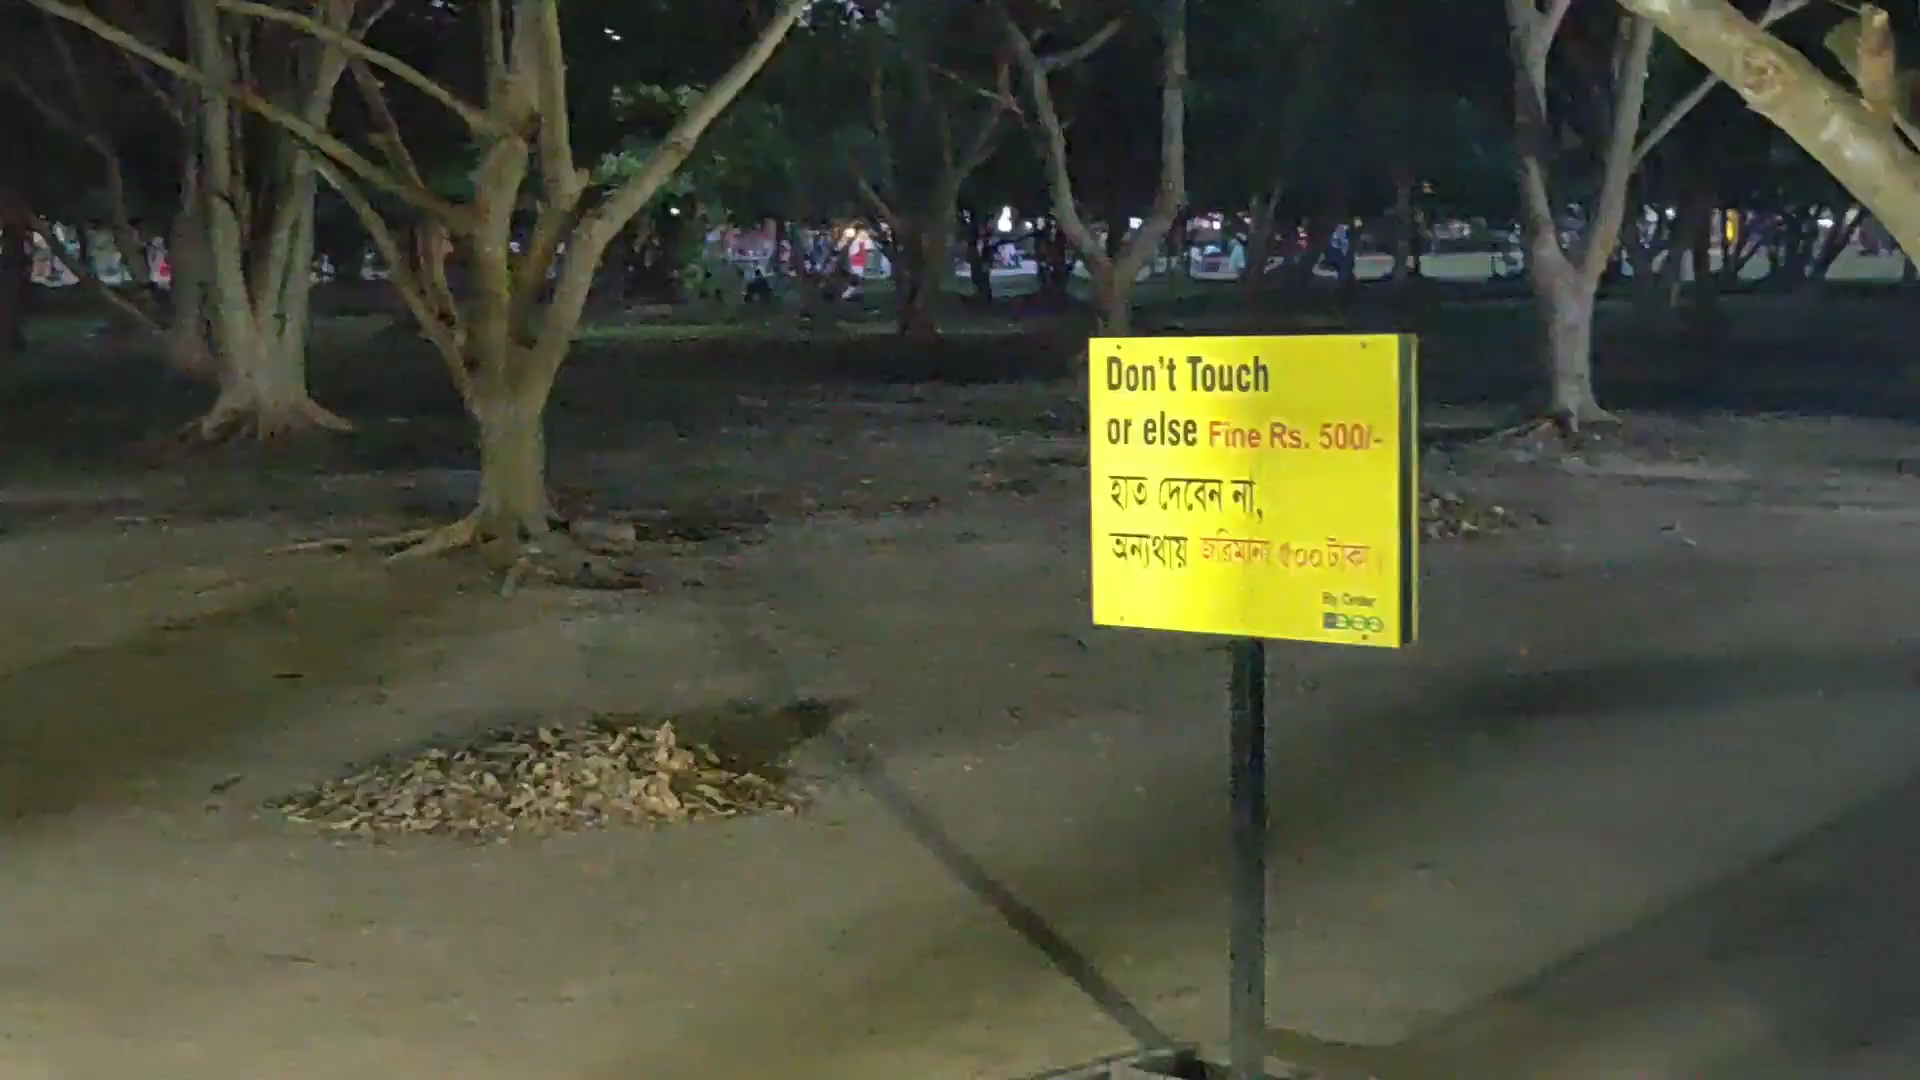 Don't Touch
or else Fine Rs. 500/-
হাত দেবেন না,
অন্যথায় জরিমানা ৫০০ টাকা।
By Order